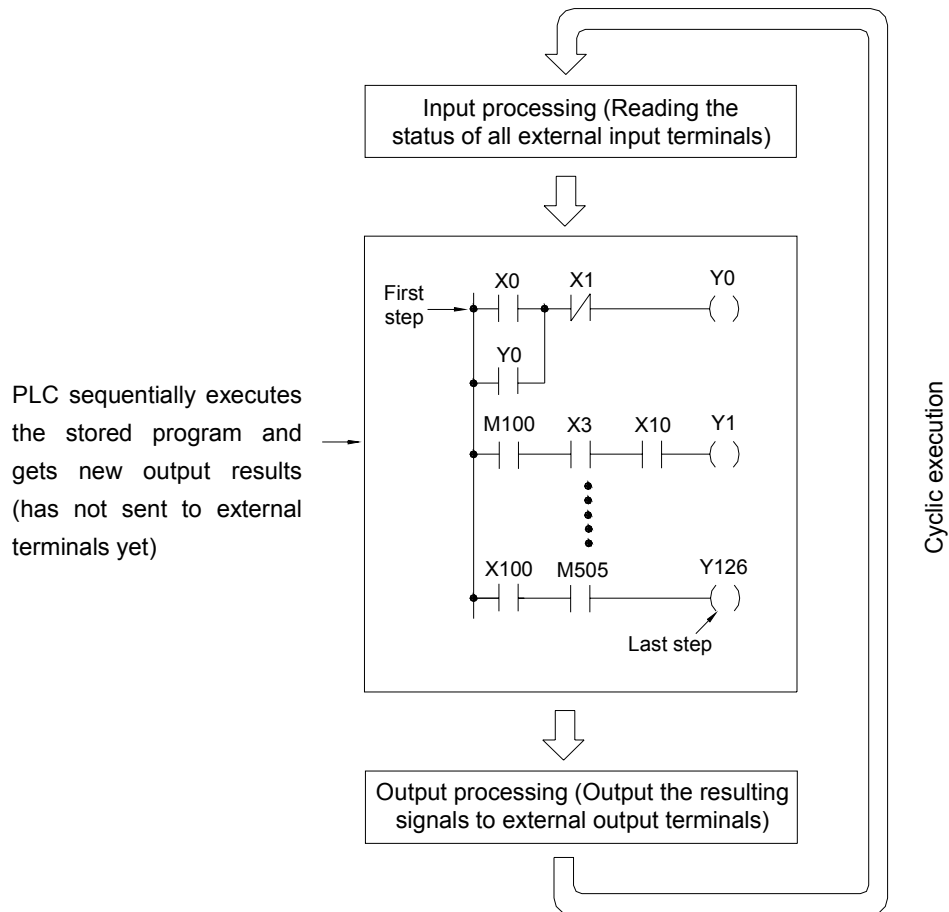 Input processing (Reading the
status of all external input terminals)
X0 X1 Y0
First
step
Y0
PLC sequentially executes
the stored program and
gets new output results
(has not sent to external
terminals yet)
M100 X3 X10 Y1
X100 M505 Y126
Last step
Output processing (Output the resulting
signals to external output terminals)
Cyclic execution